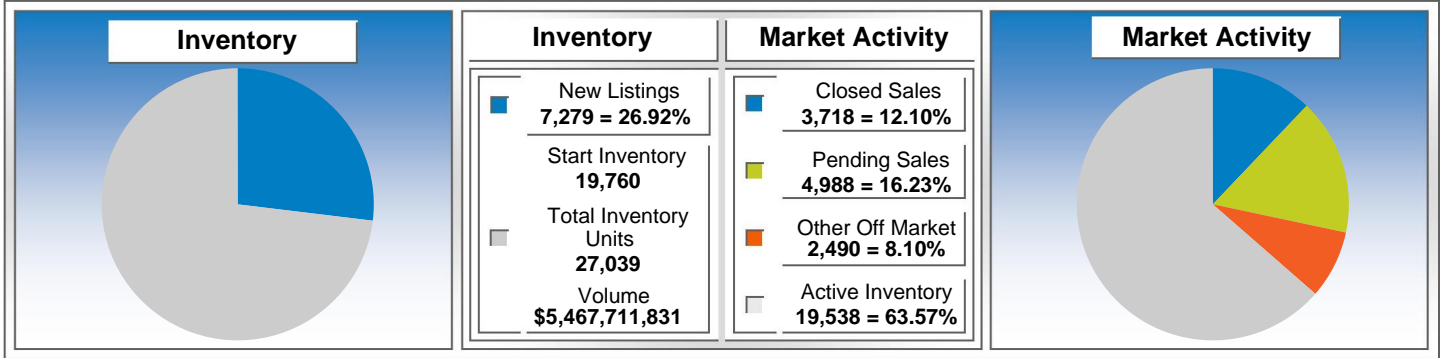 Inventory
Inventory
Market Activity
Market Activity
New Listings
7,279 = 26.92%
Start Inventory
19,760
Total Inventory
Units
27,039
Volume
$5,467,711,831
Closed Sales
3,718 = 12.10%
Pending Sales
4,988 = 16.23%
Other Off Market
2,490 = 8.10%
Active Inventory
19,538 = 63.57%